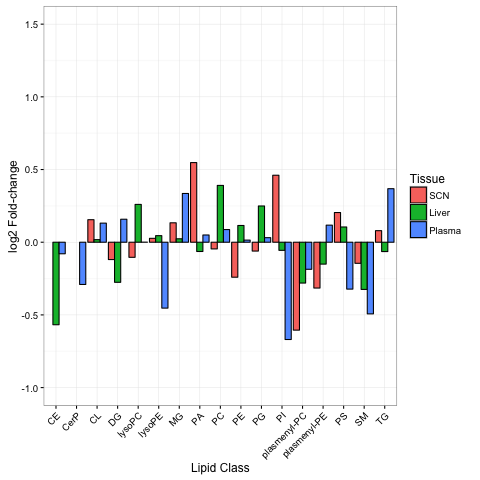 1.5
1.0
0.5
0.0
-0.5
-1.0
log2 Fold-change
CE
CerP
CL
DG
lysoPC
lysoPE
MG
PA
PC
PE
PG
PI
plasmenyl-PC
plasmenyl-PE
PS
SM
TG
Lipid Class
Tissue
SCN
Liver
Plasma